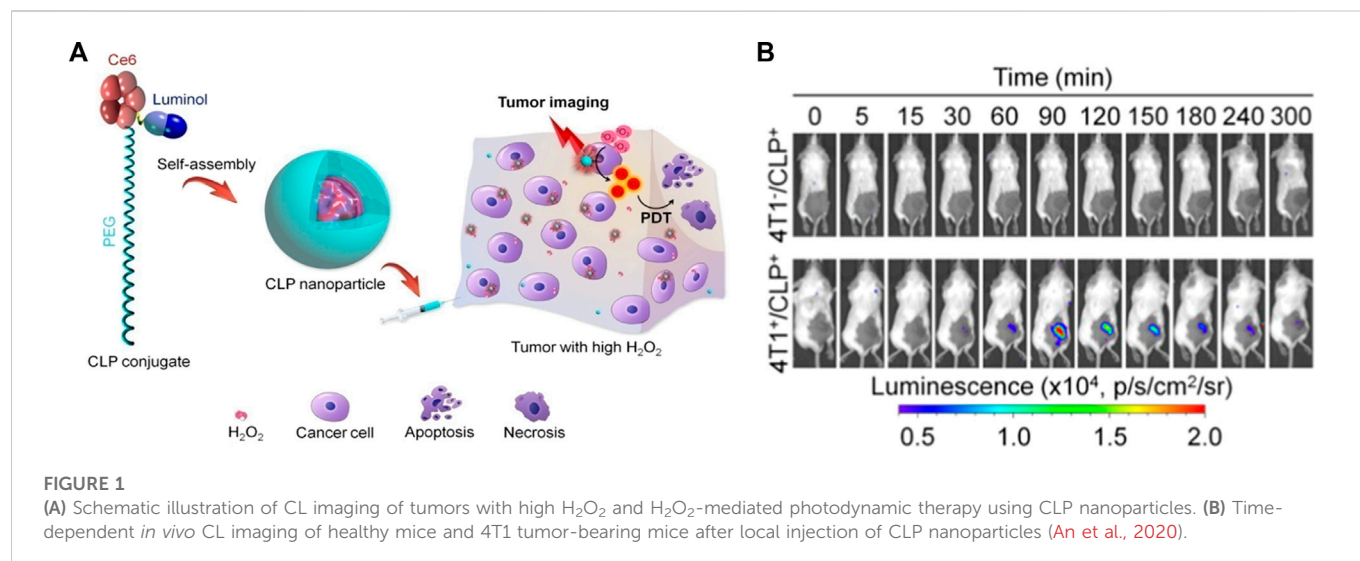 A
Ce6
Luminol
PEG
CLP conjugate
Self-assembly
CLP nanoparticle
Tumor imaging
PDT
Tumor with high H₂O₂
H₂O₂
Cancer cell
Apoptosis
Necrosis
B
Time (min)
0 5 15 30 60 90 120 150 180 240 300
4T1⁻/CLP⁺
4T1⁺/CLP⁺
Luminescence (x10⁴, p/s/cm²/sr)
0.5 1.0 1.5 2.0
FIGURE 1
(A) Schematic illustration of CL imaging of tumors with high H₂O₂ and H₂O₂-mediated photodynamic therapy using CLP nanoparticles. (B) Time-
dependent in vivo CL imaging of healthy mice and 4T1 tumor-bearing mice after local injection of CLP nanoparticles (An et al., 2020).